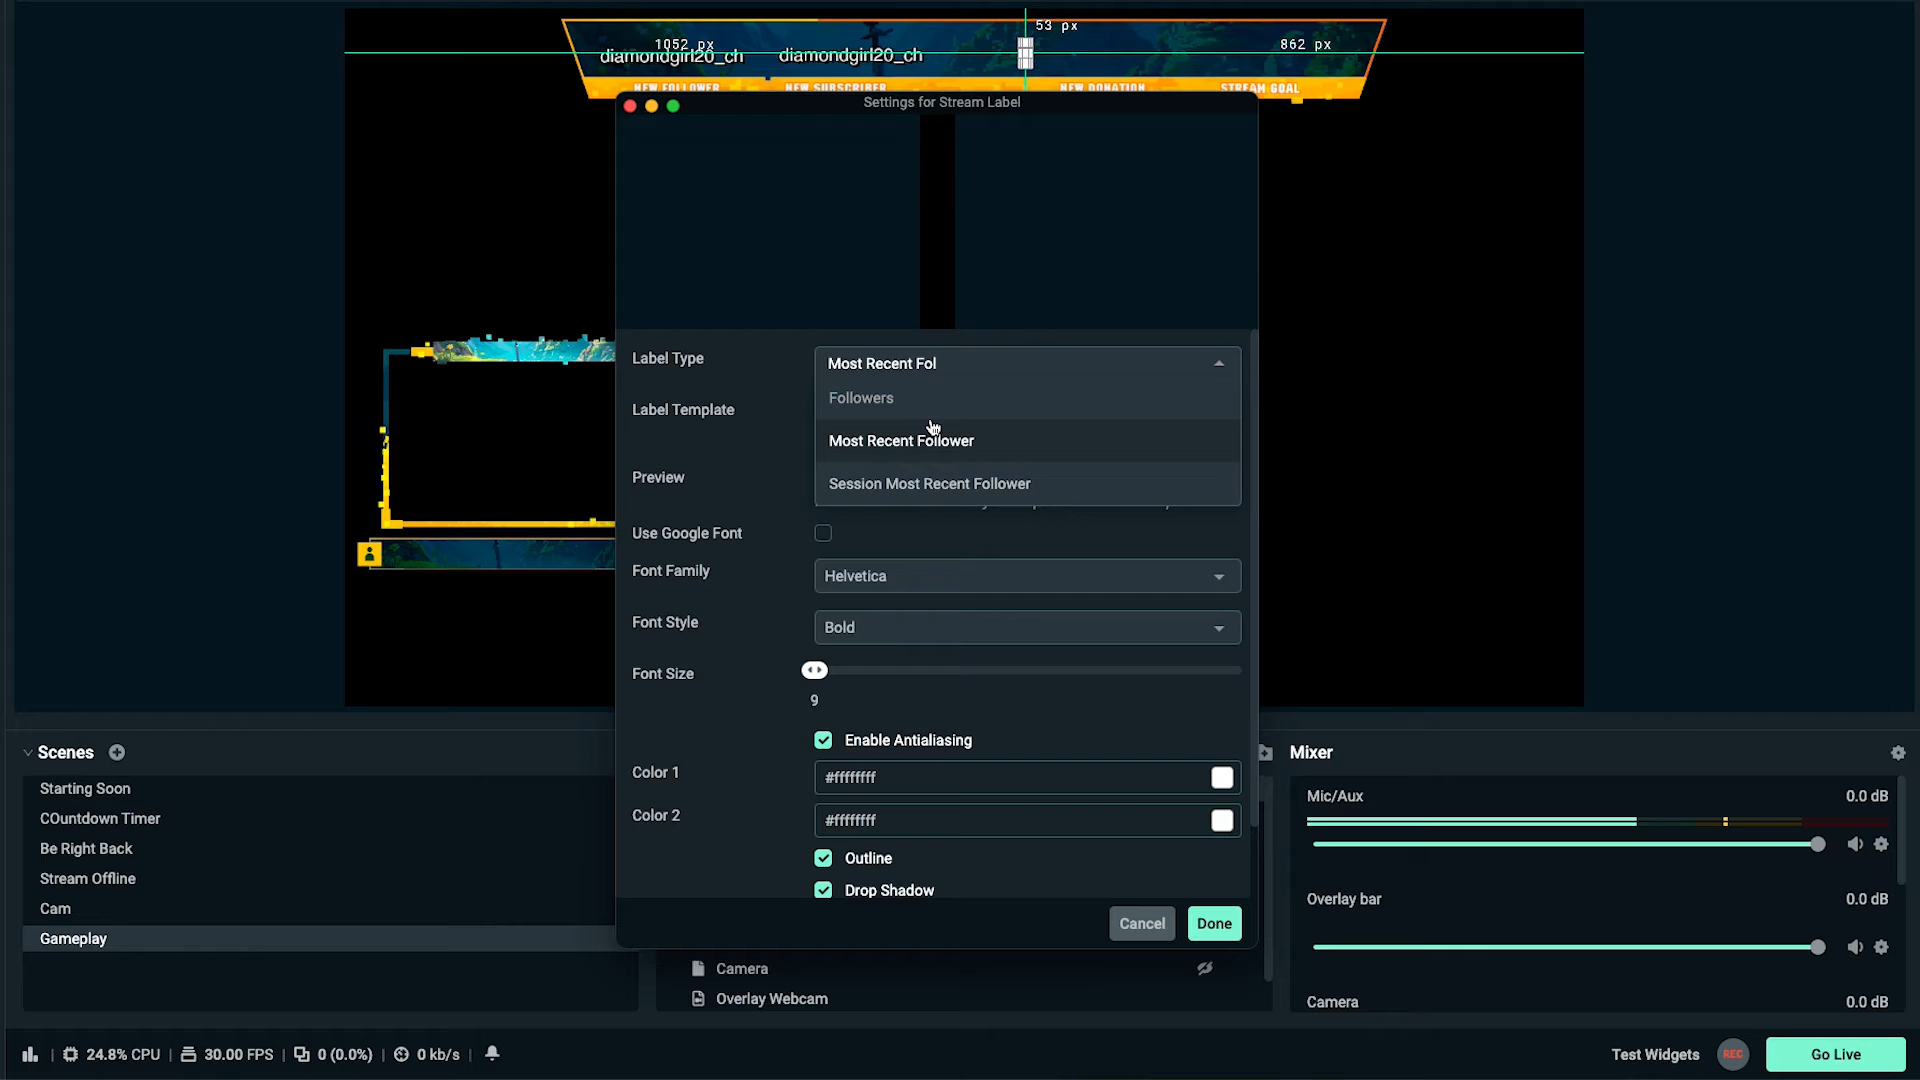 53 px
1052 px
862 px
diamondgirl20_ch
diamondgirl20_ch
NEW FOLLOWER
NEW SUBSCRIBER
NEW DONATION
STREAM GOAL
Settings for Stream Label
Label Type
Most Recent Fol
Followers
Label Template
Most Recent Follower
Preview
Session Most Recent Follower
Use Google Font
Font Family
Helvetica
Font Style
Bold
Font Size
9
Enable Antialiasing
Color 1
#ffffffff
Color 2
#ffffffff
Outline
Drop Shadow
Cancel
Done
Scenes
Starting Soon
COuntdown Timer
Be Right Back
Stream Offline
Cam
Gameplay
Camera
Overlay Webcam
Mixer
Mic/Aux
0.0 dB
Overlay bar
0.0 dB
Camera
0.0 dB
24.8% CPU
30.00 FPS
0 (0.0%)
0 kb/s
Test Widgets
REC
Go Live